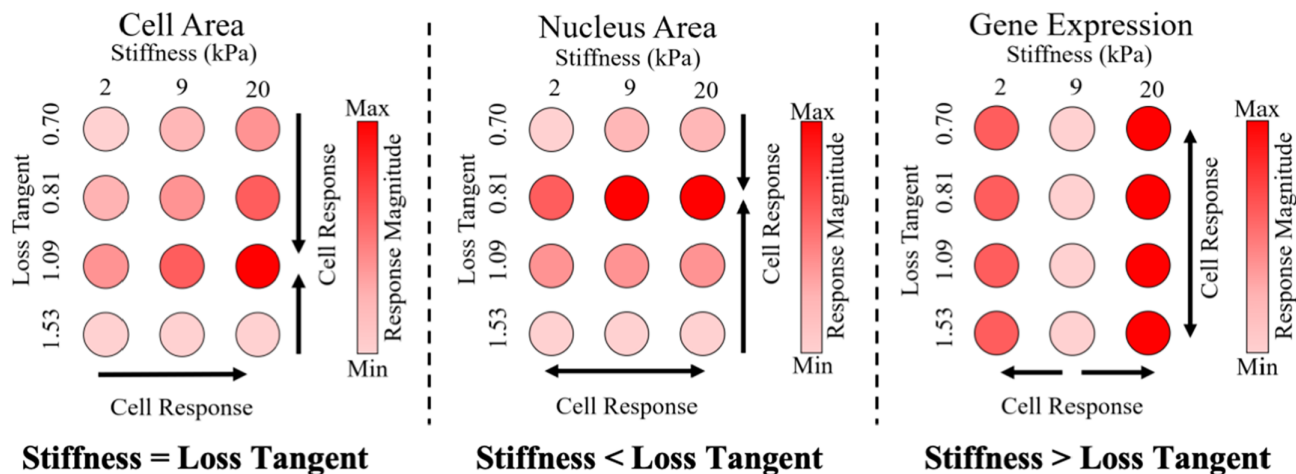 Cell Area
Stiffness (kPa)
2 9 20
Loss Tangent
0.70
0.81
1.09
1.53
Cell Response
Max
Response Magnitude
Min
Cell Response
Stiffness = Loss Tangent
Nucleus Area
Stiffness (kPa)
2 9 20
Loss Tangent
0.70
0.81
1.09
1.53
Cell Response
Max
Response Magnitude
Min
Cell Response
Stiffness < Loss Tangent
Gene Expression
Stiffness (kPa)
2 9 20
Loss Tangent
0.70
0.81
1.09
1.53
Cell Response
Max
Response Magnitude
Min
Cell Response
Stiffness > Loss Tangent